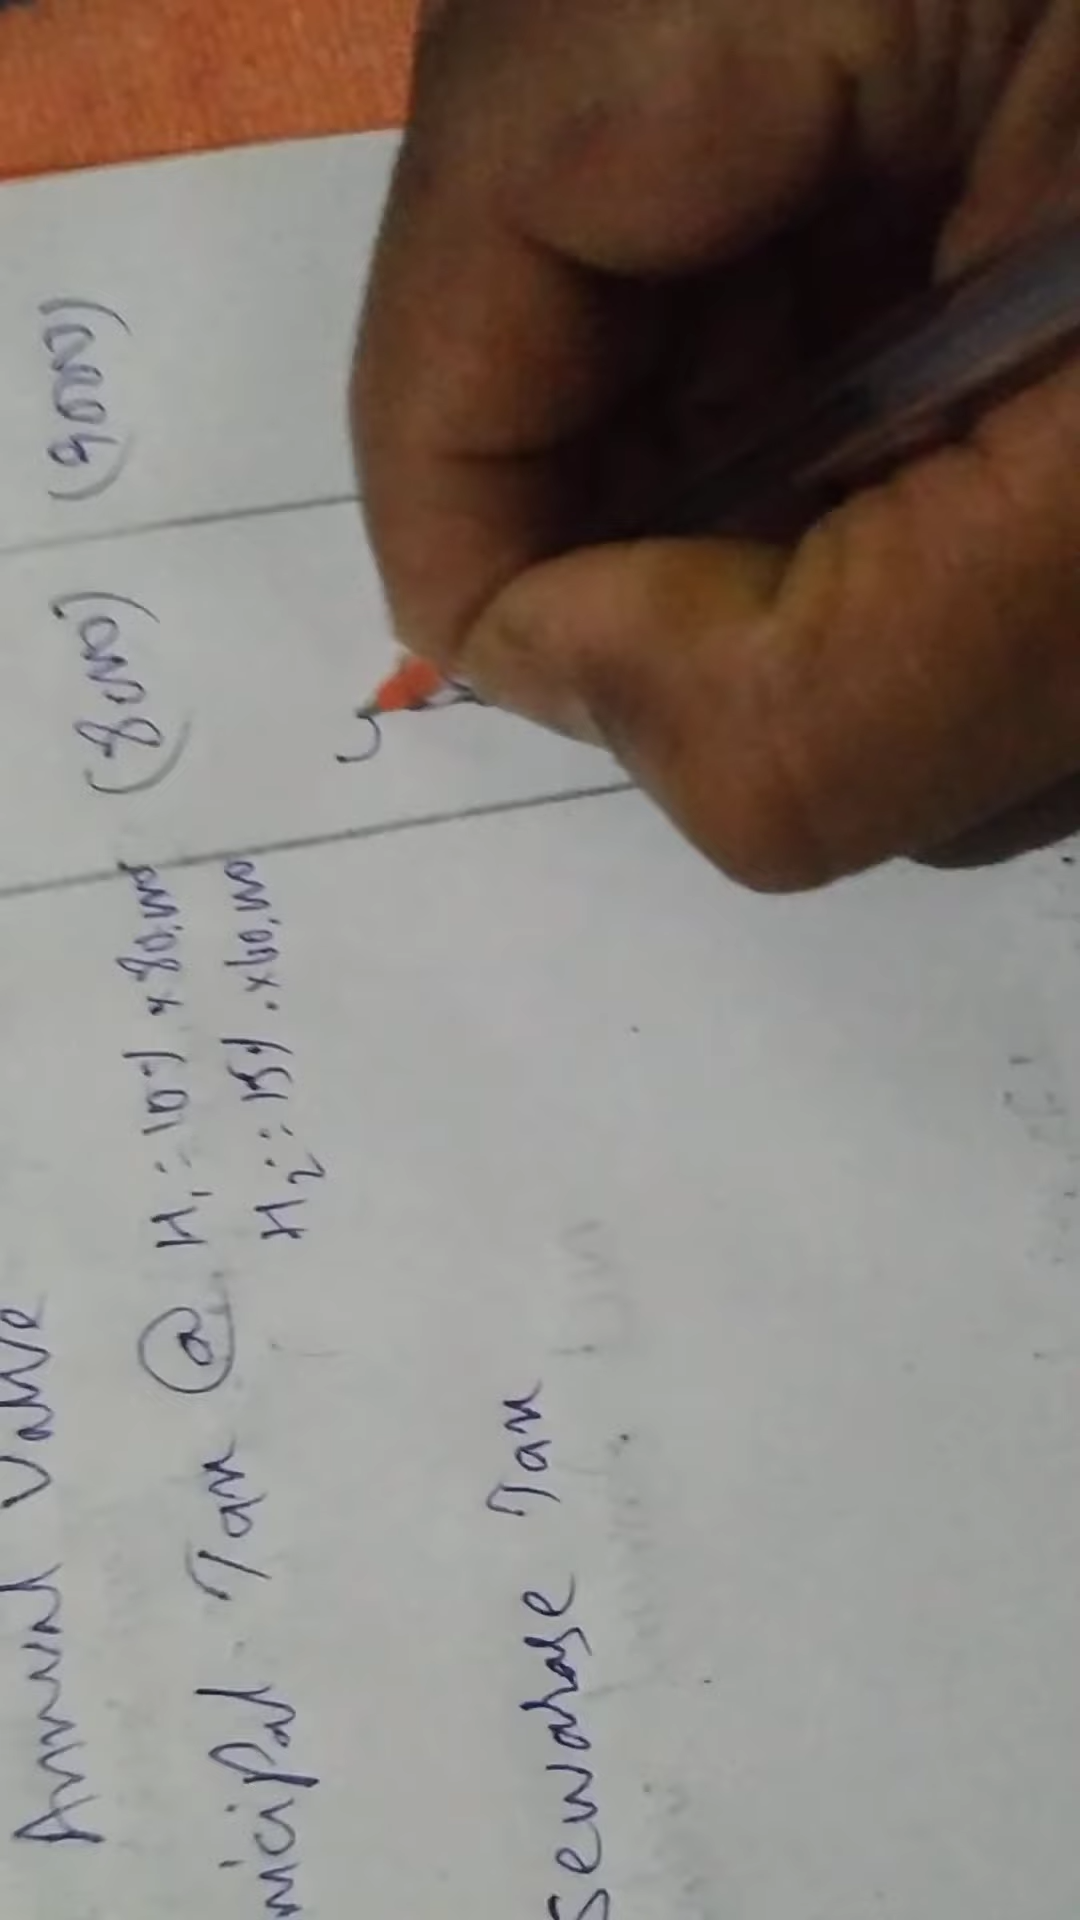 Annual Value
nicipal Tax @ H₁ : 10% x 80,000 (8000) (9000)
H₂ : 15% x 60,000
Sewarage Tax